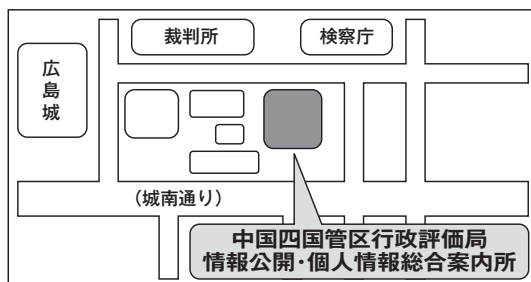 裁判所
検察庁
広島城
(城南通り)
中国四国管区行政評価局
情報公開・個人情報総合案内所